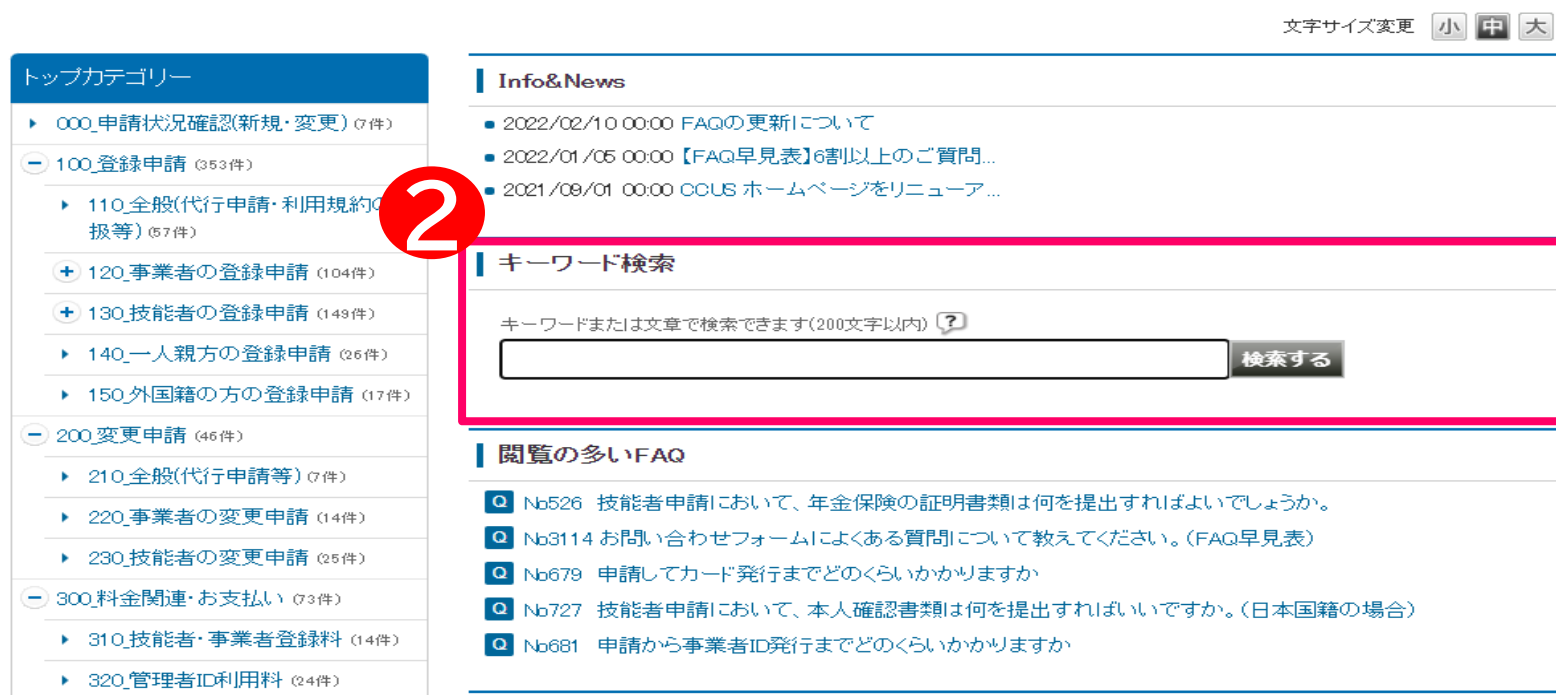 文字サイズ変更 小 中 大
トップカテゴリー
000_申請状況確認(新規・変更) (7件)
100_登録申請 (353件)
110_全般(代行申請・利用規約の
扱等) (57件)
120_事業者の登録申請 (104件)
130_技能者の登録申請 (149件)
140_一人親方の登録申請 (26件)
150_外国籍の方の登録申請 (17件)
200_変更申請 (46件)
210_全般(代行申請等) (7件)
220_事業者の変更申請 (14件)
230_技能者の変更申請 (25件)
300_料金関連・お支払い (73件)
310_技能者・事業者登録料 (14件)
320_管理者ID利用料 (24件)
Info&News
2022/02/10 00:00 FAQの更新について
2022/01/05 00:00 【FAQ早見表】6割以上のご質問...
2021/09/01 00:00 CCUS ホームページをリニューア...
2
キーワード検索
キーワードまたは文章で検索できます(200文字以内) ?
検索する
閲覧の多いFAQ
Q No526 技能者申請において、年金保険の証明書類は何を提出すればよいでしょうか。
Q No3114 お問い合わせフォームによくある質問について教えてください。(FAQ早見表)
Q No679 申請してカード発行までどのくらいかかりますか
Q No727 技能者申請において、本人確認書類は何を提出すればいいですか。(日本国籍の場合)
Q No681 申請から事業者ID発行までどのくらいかかりますか